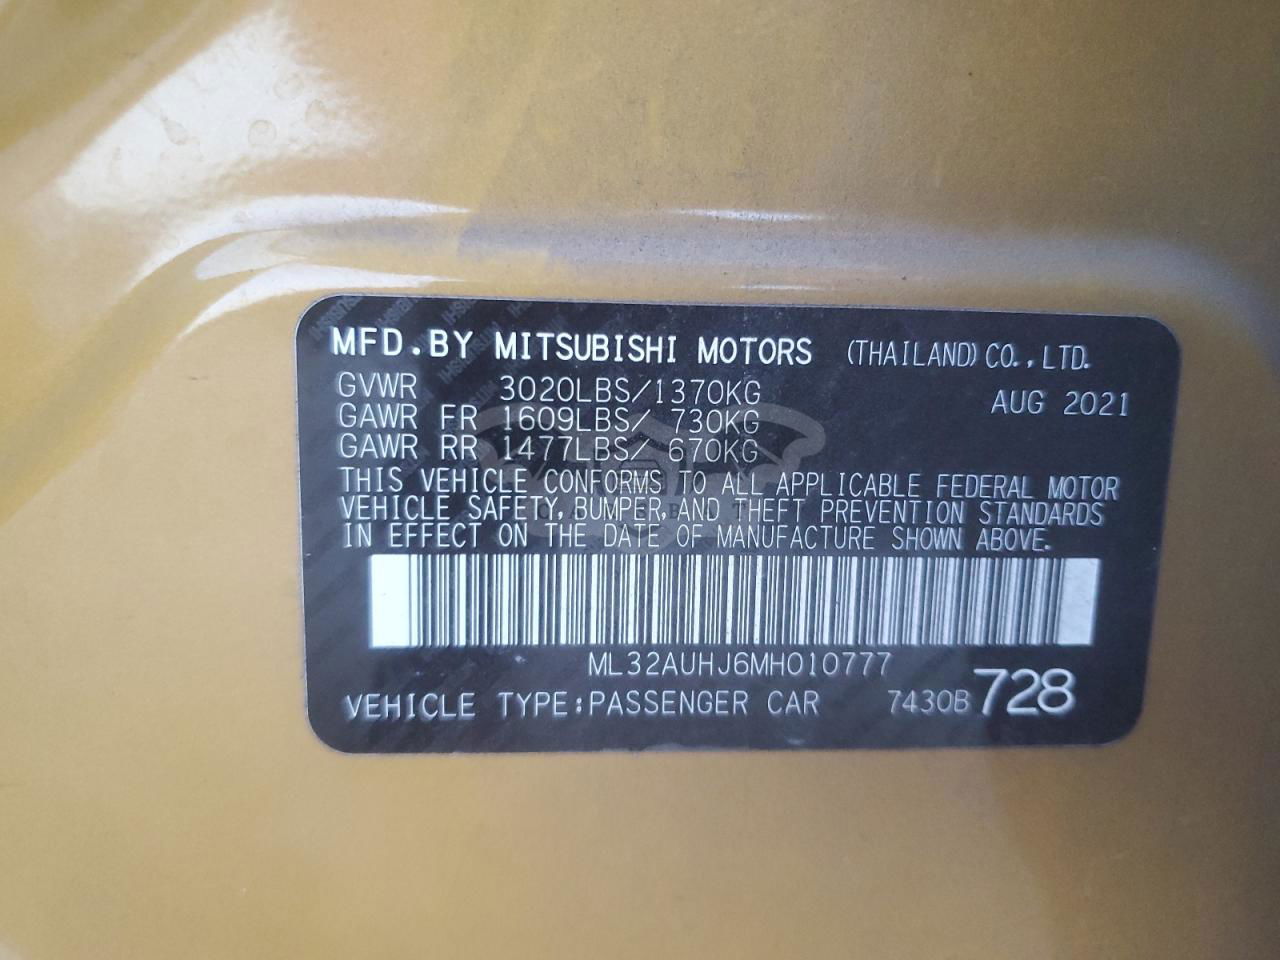 MFD.BY MITSUBISHI MOTORS (THAILAND) CO.,LTD.
GVWR 3020LBS/1370KG AUG 2021
GAWR FR 1609LBS/ 730KG
GAWR RR 1477LBS/ 670KG
THIS VEHICLE CONFORMS TO ALL APPLICABLE FEDERAL MOTOR
VEHICLE SAFETY, BUMPER, AND THEFT PREVENTION STANDARDS
IN EFFECT ON THE DATE OF MANUFACTURE SHOWN ABOVE.
ML32AUHJ6MH010777
VEHICLE TYPE:PASSENGER CAR 7430B 728